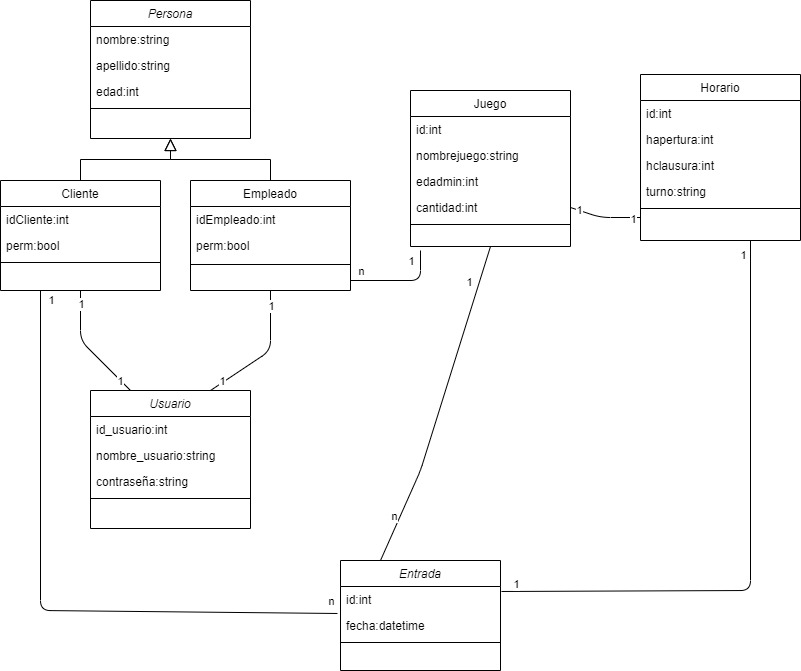 Persona
nombre:string
apellido:string
edad:int
Cliente
idCliente:int
perm:bool
Empleado
idEmpleado:int
perm:bool
Juego
id:int
nombrejuego:string
edadmin:int
cantidad:int
Horario
id:int
hapertura:int
hclausura:int
turno:string
1
1
n
1
1
1
1
1
1
1
1
Usuario
id_usuario:int
nombre_usuario:string
contraseña:string
n
Entrada
id:int
fecha:datetime
n
1